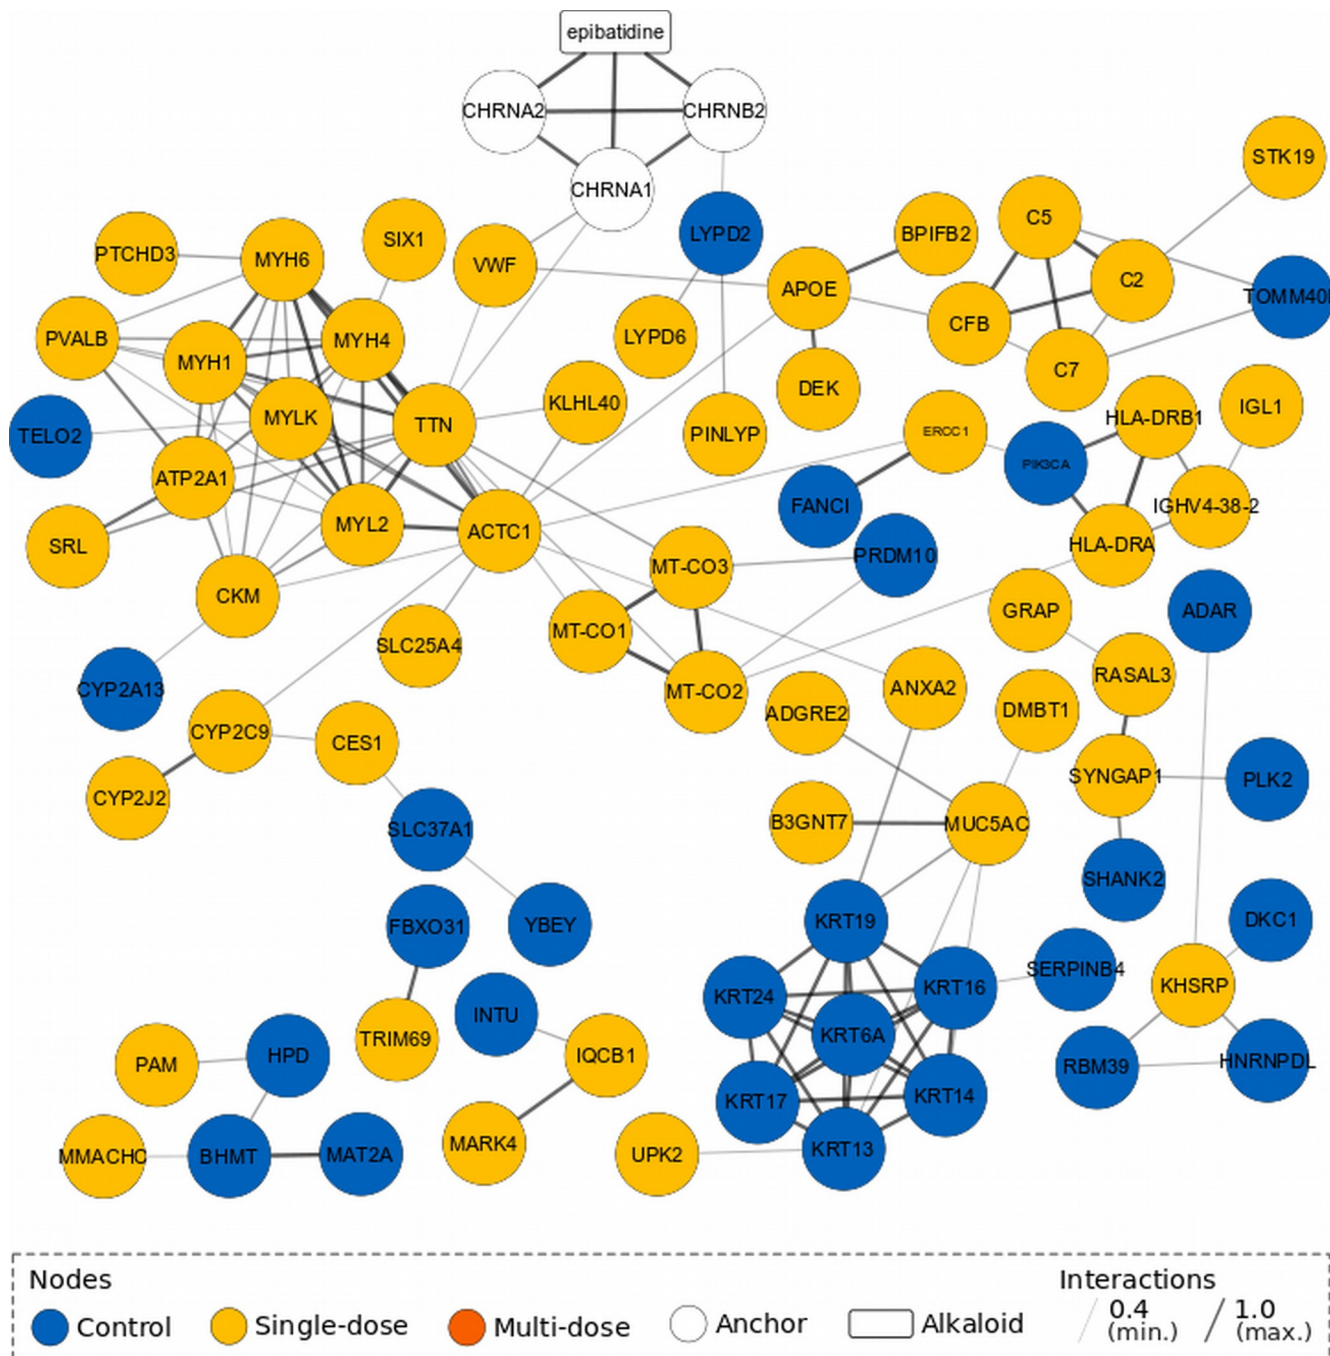 epibatidine
CHRNA2
CHRNB2
CHRNA1
STK19
PTCHD3
MYH6
SIX1
VWF
LYPD2
BPIFB2
C5
C2
APOE
TOMM40
PVALB
MYH1
MYH4
LYPD6
CFB
C7
DEK
TELO2
MYLK
TTN
KLHL40
PINLYP
ERCC1
PIK3CA
HLA-DRB1
IGL1
ATP2A1
SRL
MYL2
ACTC1
FANCI
IGHV4-38-2
HLA-DRA
CKM
MT-CO3
PRDM10
GRAP
ADAR
SLC25A4
MT-CO1
MT-CO2
CYP2A13
ADGRE2
ANXA2
DMBT1
RASAL3
CYP2C9
CES1
CYP2J2
SYNGAP1
PLK2
SLC37A1
B3GNT7
MUC5AC
SHANK2
FBXO31
YBEY
KRT19
DKC1
KRT24
KRT16
SERPINB4
KHSRP
INTU
KRT6A
TRIM69
IQCB1
PAM
HPD
RBM39
HNRNPDL
KRT17
KRT14
MMACHC
BHMT
MAT2A
MARK4
UPK2
KRT13
Nodes
Interactions
Control
Single-dose
Multi-dose
Anchor
Alkaloid
0.4
(min.)
1.0
(max.)